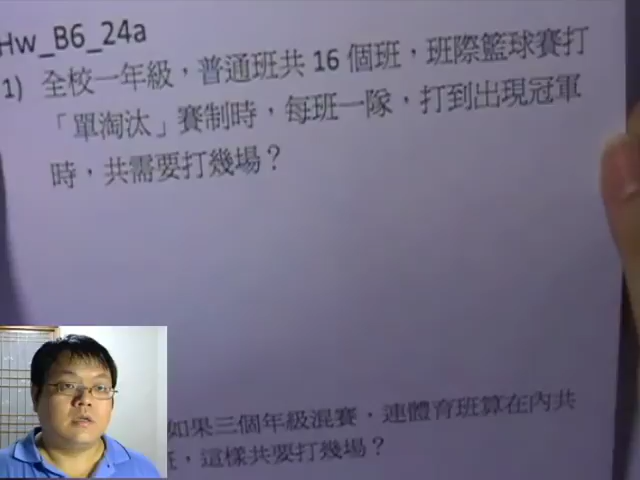 Hw_B6_24a
1) 全校一年級，普通班共 16 個班，班際籃球賽打
「單淘汰」賽制時，每班一隊，打到出現冠軍
時，共需要打幾場？
如果三個年級混賽，連體育班算在內共
班，這樣共要打幾場？